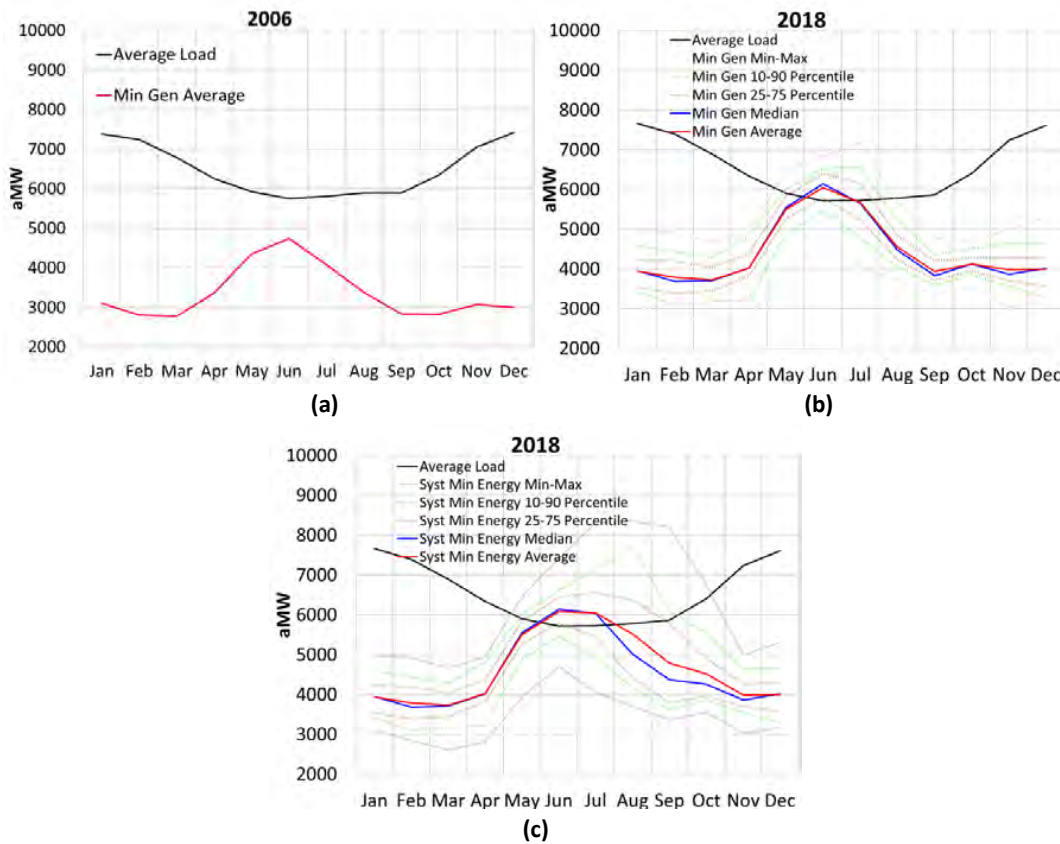 2006
10000
9000
8000
7000
6000
5000
4000
3000
2000
aMW
Average Load
Min Gen Average
Jan Feb Mar Apr May Jun Jul Aug Sep Oct Nov Dec
(a)
2018
10000
9000
8000
7000
6000
5000
4000
3000
2000
aMW
Average Load
Min Gen Min-Max
Min Gen 10-90 Percentile
Min Gen 25-75 Percentile
Min Gen Median
Min Gen Average
Jan Feb Mar Apr May Jun Jul Aug Sep Oct Nov Dec
(b)
2018
10000
9000
8000
7000
6000
5000
4000
3000
2000
aMW
Average Load
Syst Min Energy Min-Max
Syst Min Energy 10-90 Percentile
Syst Min Energy 25-75 Percentile
Syst Min Energy Median
Syst Min Energy Average
Jan Feb Mar Apr May Jun Jul Aug Sep Oct Nov Dec
(c)